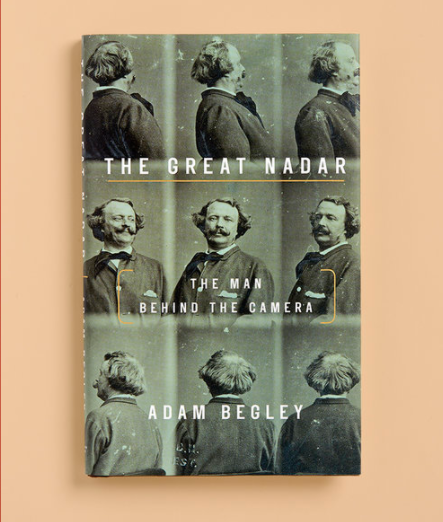 THE GREAT NADAR
THE MAN
BEHIND THE CAMERA
ADAM BEGLEY